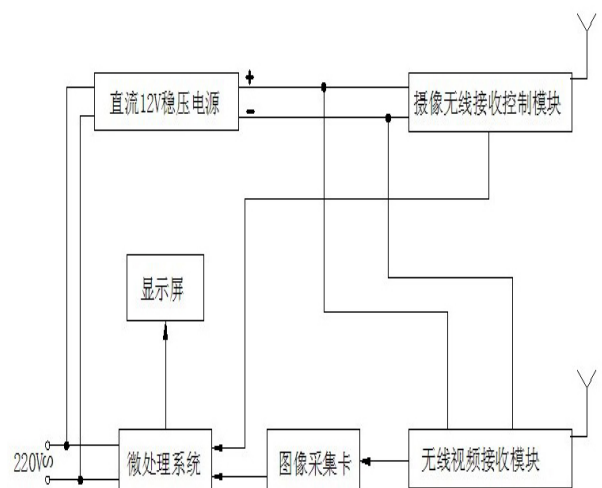 +
直流12V稳压电源
-
摄像无线接收控制模块
显示屏
220V
微处理系统
图像采集卡
无线视频接收模块